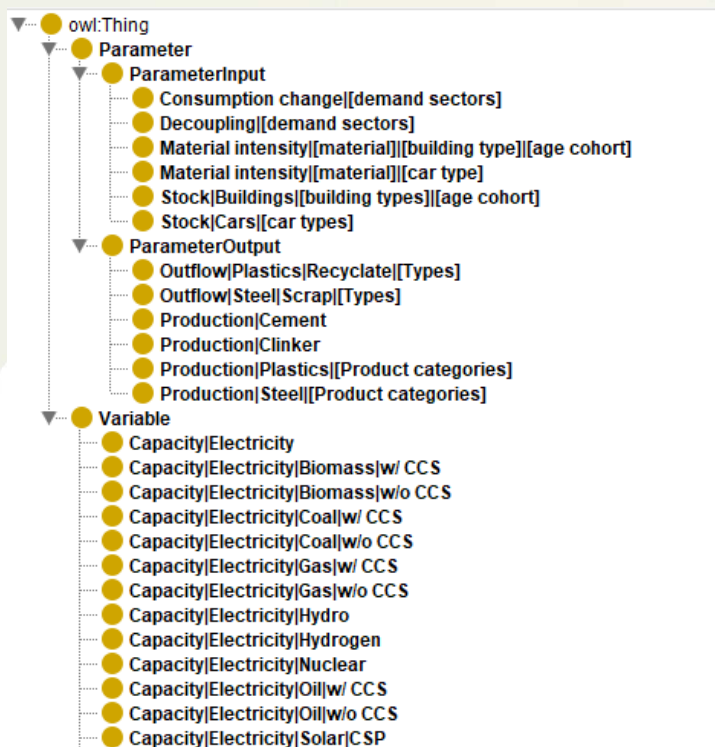 owl:Thing
Parameter
ParameterInput
Consumption change|[demand sectors]
Decoupling|[demand sectors]
Material intensity|[material]|[building type]|[age cohort]
Material intensity|[material]|[car type]
Stock|Buildings|[building types]|[age cohort]
Stock|Cars|[car types]
ParameterOutput
Outflow|Plastics|Recyclate|[Types]
Outflow|Steel|Scrap|[Types]
Production|Cement
Production|Clinker
Production|Plastics|[Product categories]
Production|Steel|[Product categories]
Variable
Capacity|Electricity
Capacity|Electricity|Biomass|w/ CCS
Capacity|Electricity|Biomass|w/o CCS
Capacity|Electricity|Coal|w/ CCS
Capacity|Electricity|Coal|w/o CCS
Capacity|Electricity|Gas|w/ CCS
Capacity|Electricity|Gas|w/o CCS
Capacity|Electricity|Hydro
Capacity|Electricity|Hydrogen
Capacity|Electricity|Nuclear
Capacity|Electricity|Oil|w/ CCS
Capacity|Electricity|Oil|w/o CCS
Capacity|Electricity|Solar|CSP